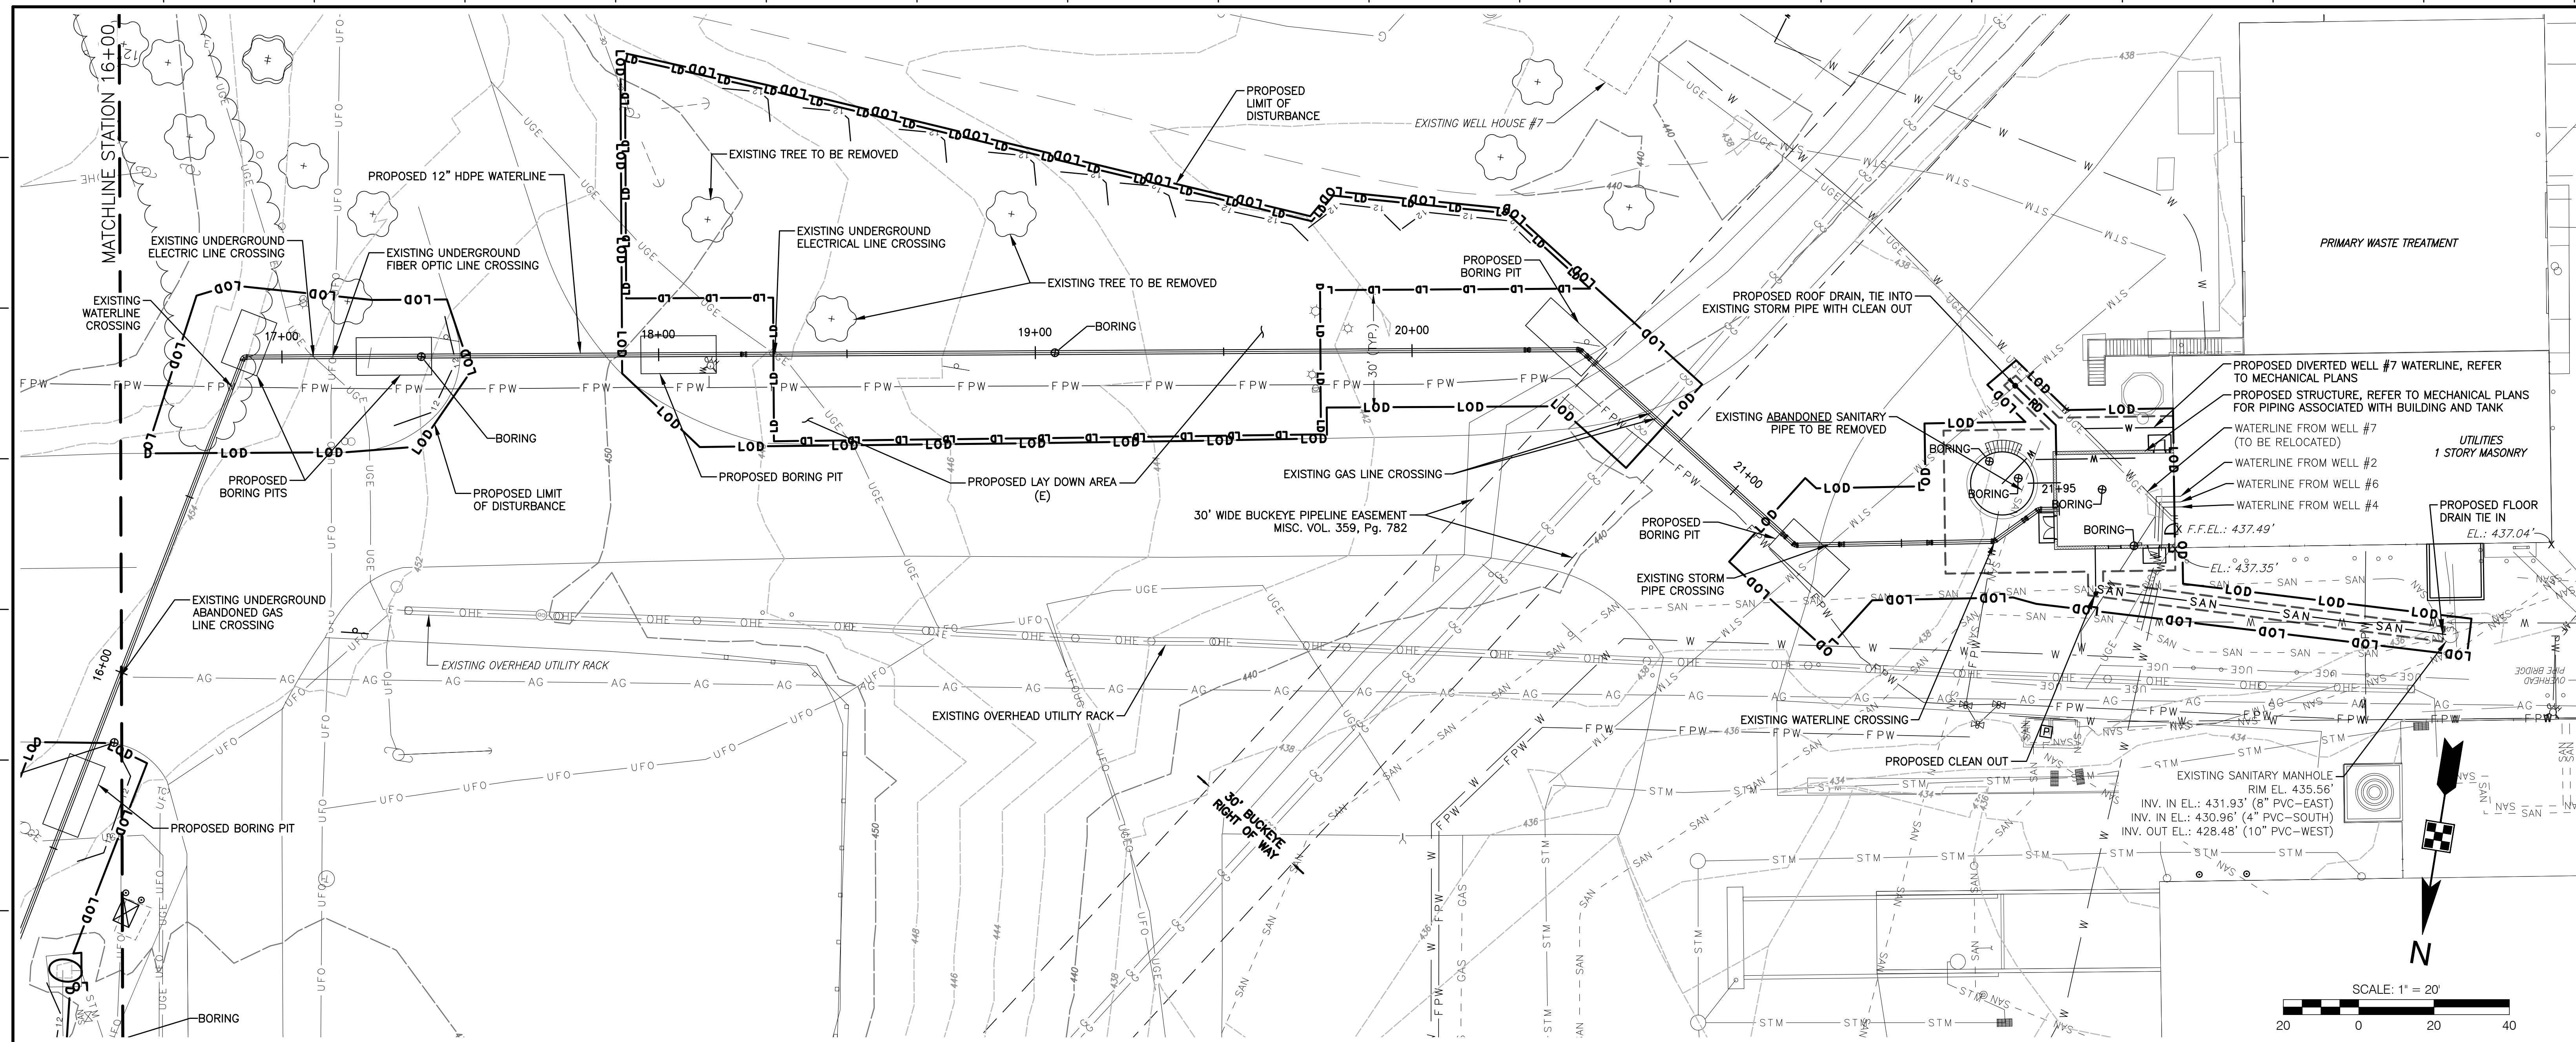 MATCHLINE STATION 16+00
PROPOSED
LIMIT OF
DISTURBANCE
EXISTING WELL HOUSE #7
EXISTING TREE TO BE REMOVED
PROPOSED 12" HDPE WATERLINE
EXISTING UNDERGROUND
ELECTRIC LINE CROSSING
EXISTING UNDERGROUND
FIBER OPTIC LINE CROSSING
EXISTING UNDERGROUND
ELECTRICAL LINE CROSSING
EXISTING TREE TO BE REMOVED
PROPOSED
BORING PIT
PRIMARY WASTE TREATMENT
EXISTING
WATERLINE
CROSSING
PROPOSED ROOF DRAIN, TIE INTO
EXISTING STORM PIPE WITH CLEAN OUT
17+00
18+00
19+00
BORING
20+00
30' (TYP.)
PROPOSED DIVERTED WELL #7 WATERLINE, REFER
TO MECHANICAL PLANS
PROPOSED STRUCTURE, REFER TO MECHANICAL PLANS
FOR PIPING ASSOCIATED WITH BUILDING AND TANK
EXISTING ABANDONED SANITARY
PIPE TO BE REMOVED
WATERLINE FROM WELL #7
(TO BE RELOCATED)
UTILITIES
1 STORY MASONRY
WATERLINE FROM WELL #2
WATERLINE FROM WELL #6
WATERLINE FROM WELL #4
BORING
BORING
BORING
BORING
BORING
21+00
21+95
PROPOSED
BORING PITS
PROPOSED LIMIT
OF DISTURBANCE
PROPOSED BORING PIT
PROPOSED LAY DOWN AREA
(E)
EXISTING GAS LINE CROSSING
30' WIDE BUCKEYE PIPELINE EASEMENT
MISC. VOL. 359, Pg. 782
PROPOSED
BORING PIT
F.F.EL.: 437.49'
PROPOSED FLOOR
DRAIN TIE IN
EL.: 437.04'
EL.: 437.35'
EXISTING STORM
PIPE CROSSING
EXISTING UNDERGROUND
ABANDONED GAS
LINE CROSSING
16+00
EXISTING OVERHEAD UTILITY RACK
EXISTING OVERHEAD UTILITY RACK
OVERHEAD
PIPE BRIDGE
EXISTING WATERLINE CROSSING
PROPOSED CLEAN OUT
EXISTING SANITARY MANHOLE
RIM EL. 435.56'
INV. IN EL.: 431.93' (8" PVC-EAST)
INV. IN EL.: 430.96' (4" PVC-SOUTH)
INV. OUT EL.: 428.48' (10" PVC-WEST)
30' BUCKEYE
RIGHT OF WAY
PROPOSED BORING PIT
BORING
N
SCALE: 1" = 20'
20 0 20 40